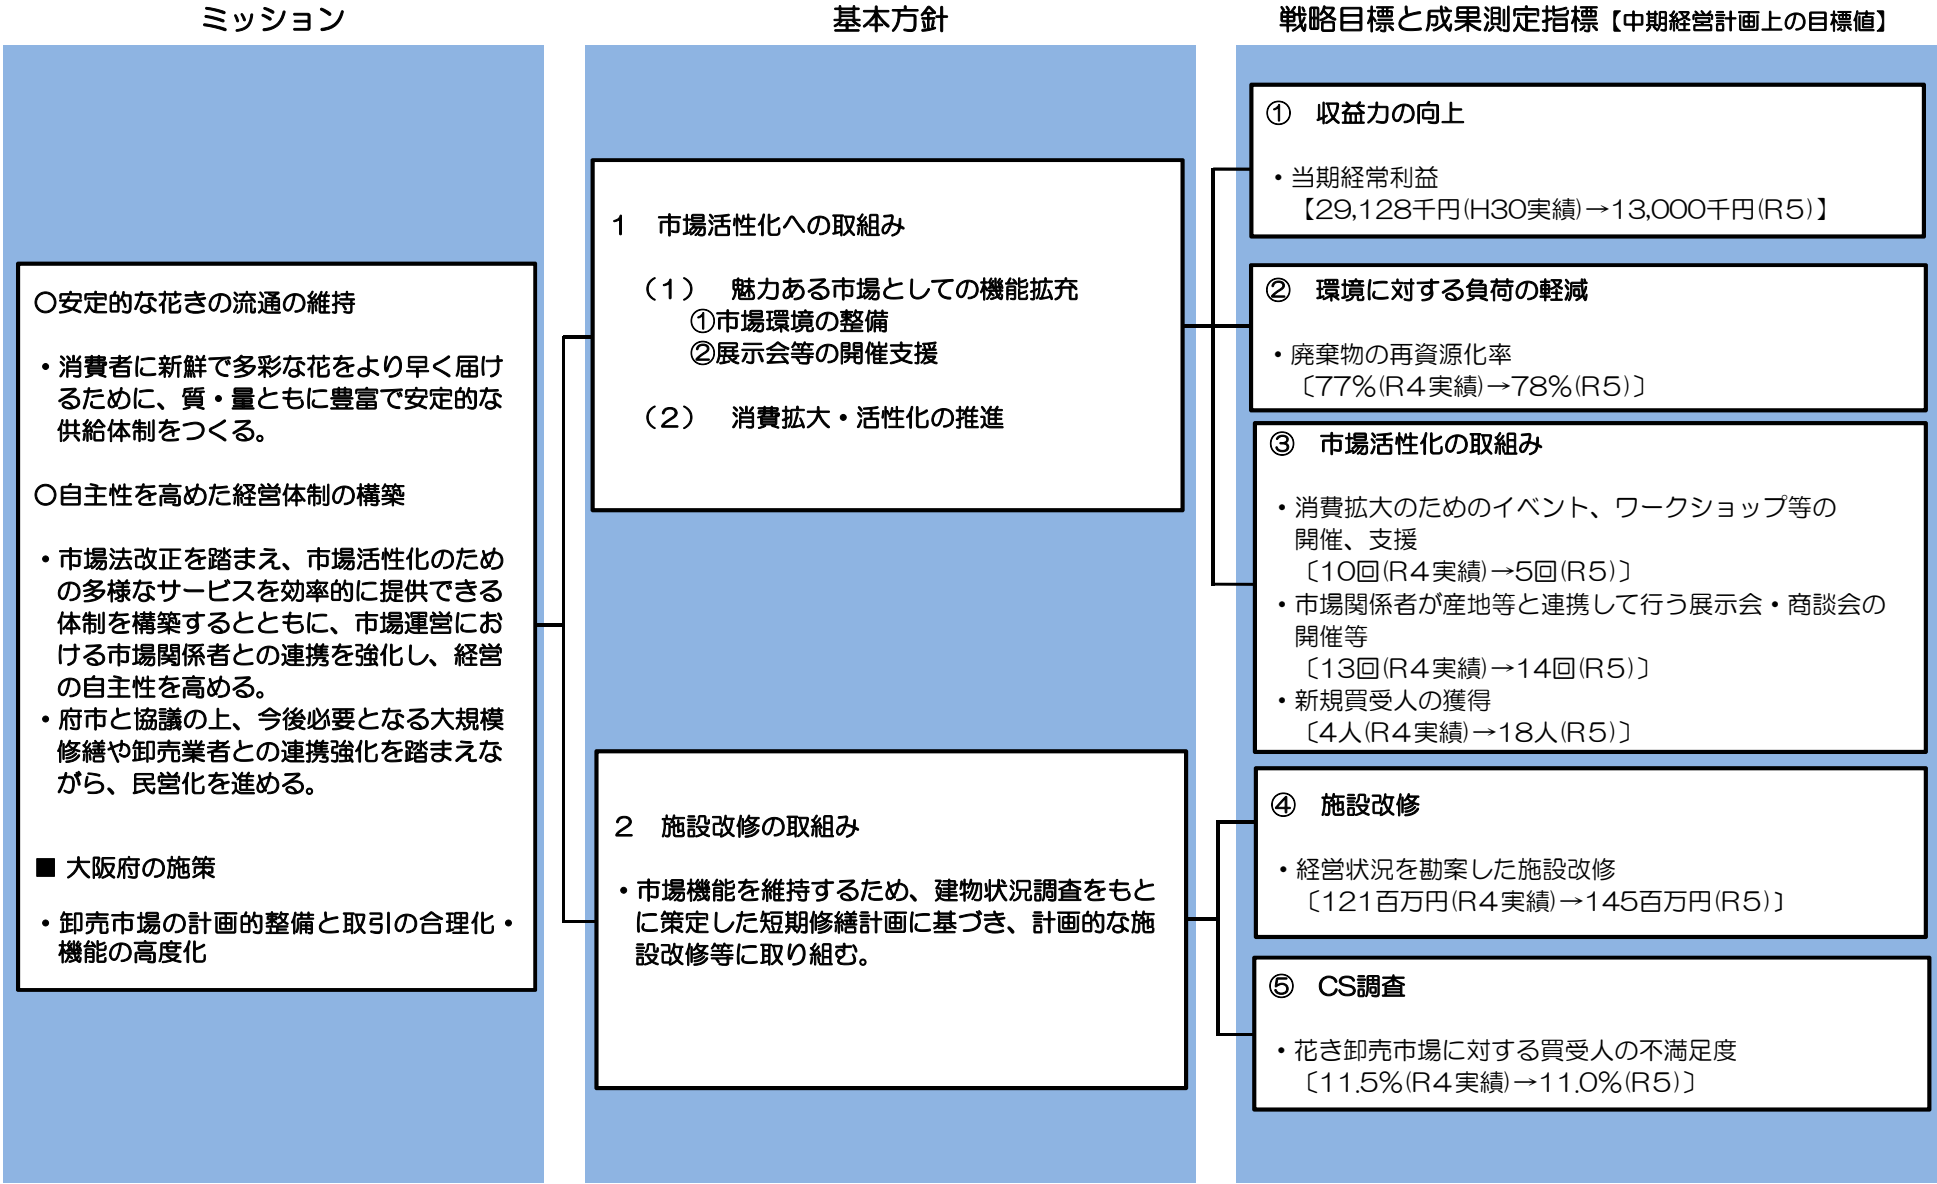 ミッション
○安定的な花きの流通の維持
・消費者に新鮮で多彩な花をより早く届け
るために、質・量ともに豊富で安定的な
供給体制をつくる。
○自主性を高めた経営体制の構築
・市場法改正を踏まえ、市場活性化のため
の多様なサービスを効率的に提供できる
体制を構築するとともに、市場運営にお
ける市場関係者との連携を強化し、経営
の自主性を高める。
・府市と協議の上、今後必要となる大規模
修繕や卸売業者との連携強化を踏まえな
がら、民営化を進める。
■ 大阪府の施策
・卸売市場の計画的整備と取引の合理化・
機能の高度化
基本方針
1 市場活性化への取組み
（１） 魅力ある市場としての機能拡充
①市場環境の整備
②展示会等の開催支援
（２） 消費拡大・活性化の推進
２ 施設改修の取組み
・市場機能を維持するため、建物状況調査をもと
に策定した短期修繕計画に基づき、計画的な施
設改修等に取り組む。
戦略目標と成果測定指標【中期経営計画上の目標値】
① 収益力の向上
・当期経常利益
【29,128千円(H30実績)→13,000千円(R5)】
② 環境に対する負荷の軽減
・廃棄物の再資源化率
〔77%(R４実績)→78%(R5)〕
③ 市場活性化の取組み
・消費拡大のためのイベント、ワークショップ等の
開催、支援
〔10回(R４実績)→5回(R5)〕
・市場関係者が産地等と連携して行う展示会・商談会の
開催等
〔13回(R４実績)→14回(R5)〕
・新規買受人の獲得
〔4人(R４実績)→18人(R5)〕
④ 施設改修
・経営状況を勘案した施設改修
〔121百万円(R４実績)→145百万円(R5)〕
⑤ CS調査
・花き卸売市場に対する買受人の不満足度
〔11.5%(R４実績)→11.0%(R5)〕